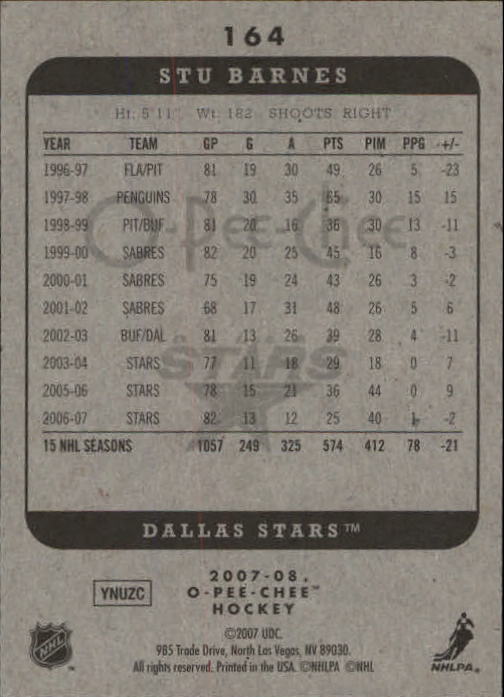 164
STU BARNES
Ht: 5'11" Wt: 182 SHOOTS RIGHT
YEAR TEAM GP G A PTS PIM PPG +/-
1996-97 FLA/PIT 81 19 30 49 26 5 -23
1997-98 PENGUINS 78 30 35 65 30 15 15
1998-99 PIT/BUF 81 20 16 36 30 13 -11
1999-00 SABRES 82 20 25 45 16 8 -3
2000-01 SABRES 75 19 24 43 26 3 -2
2001-02 SABRES 68 17 31 48 26 5 6
2002-03 BUF/DAL 81 13 26 39 28 4 -11
2003-04 STARS 77 11 18 29 18 0 7
2005-06 STARS 78 15 21 36 44 0 9
2006-07 STARS 82 13 12 25 40 1 -2
15 NHL SEASONS 1057 249 325 574 412 78 -21
O-Pee-Chee
STARS
DALLAS STARS™
YNUZC
2007-08
O-PEE-CHEE™
HOCKEY
©2007 UDC.
985 Trade Drive, North Las Vegas, NV 89030.
All rights reserved. Printed in the USA. ©NHLPA ©NHL
NHL
NHLPA